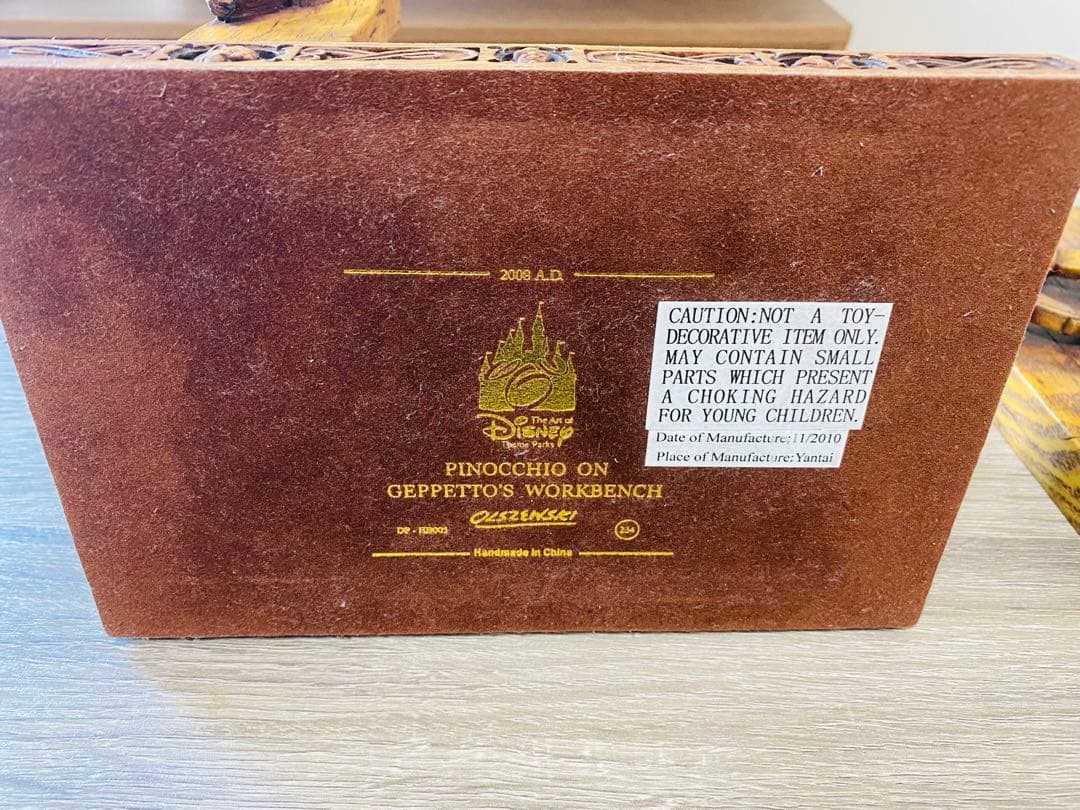 2008 A.D.
The Art of
Disney
Theme Parks
PINOCCHIO ON
GEPPETTO'S WORKBENCH
OLSZEWSKI
234
Handmade in China
CAUTION:NOT A TOY-
DECORATIVE ITEM ONLY.
MAY CONTAIN SMALL
PARTS WHICH PRESENT
A CHOKING HAZARD
FOR YOUNG CHILDREN.
Date of Manufacture:11/2010
Place of Manufacture:Yantai